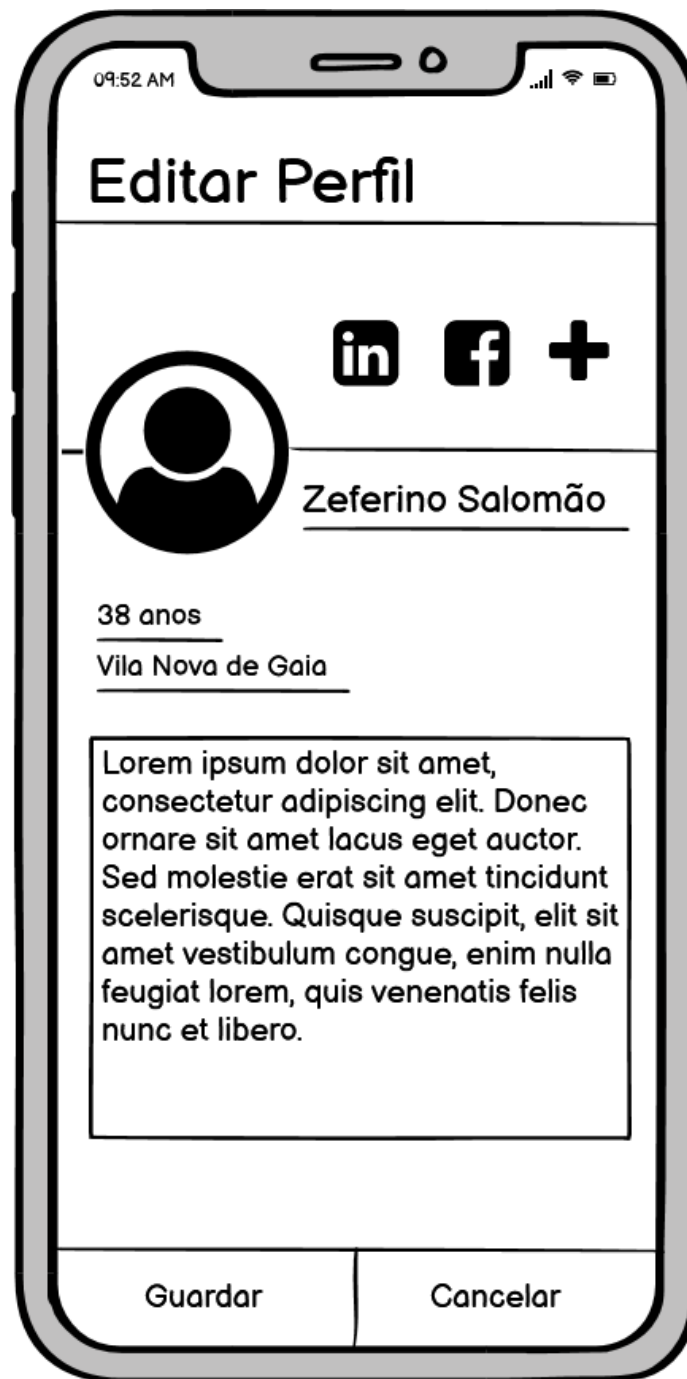 09:52 AM
Editar Perfil
in f
Zeferino Salomão
38 anos
Vila Nova de Gaia
Lorem ipsum dolor sit amet,
consectetur adipiscing elit. Donec
ornare sit amet lacus eget auctor.
Sed molestie erat sit amet tincidunt
scelerisque. Quisque suscipit, elit sit
amet vestibulum congue, enim nulla
feugiat lorem, quis venenatis felis
nunc et libero.
Guardar Cancelar